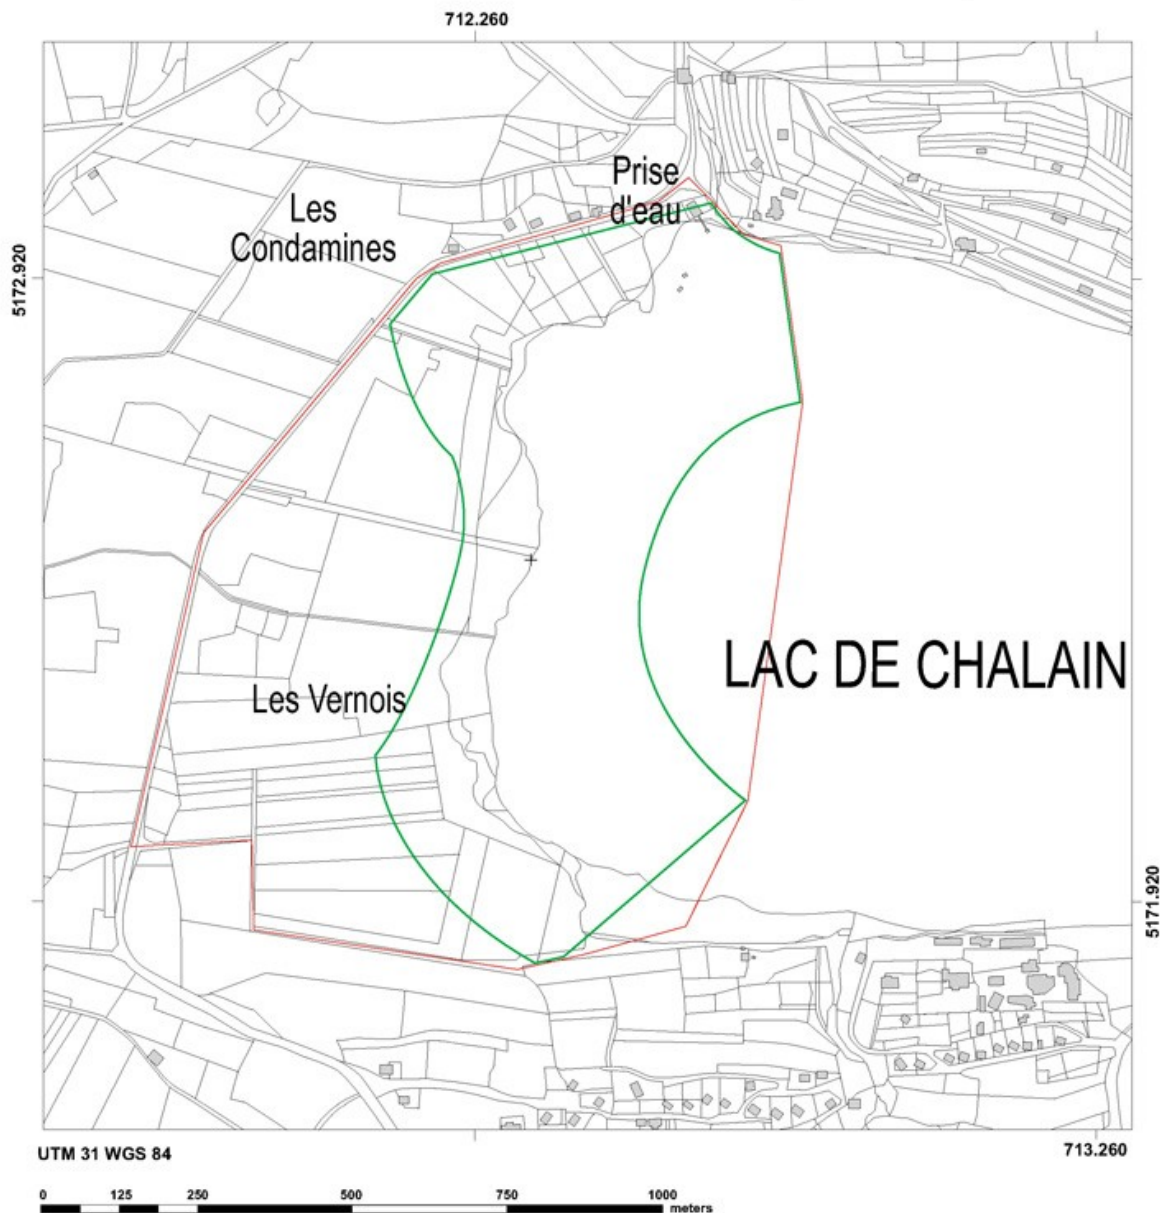 712.260
Prise
d'eau
Les
Condamines
5172.920
LAC DE CHALAIN
Les Vernois
5171.920
UTM 31 WGS 84
713.260
0 125 250 500 750 1000
meters